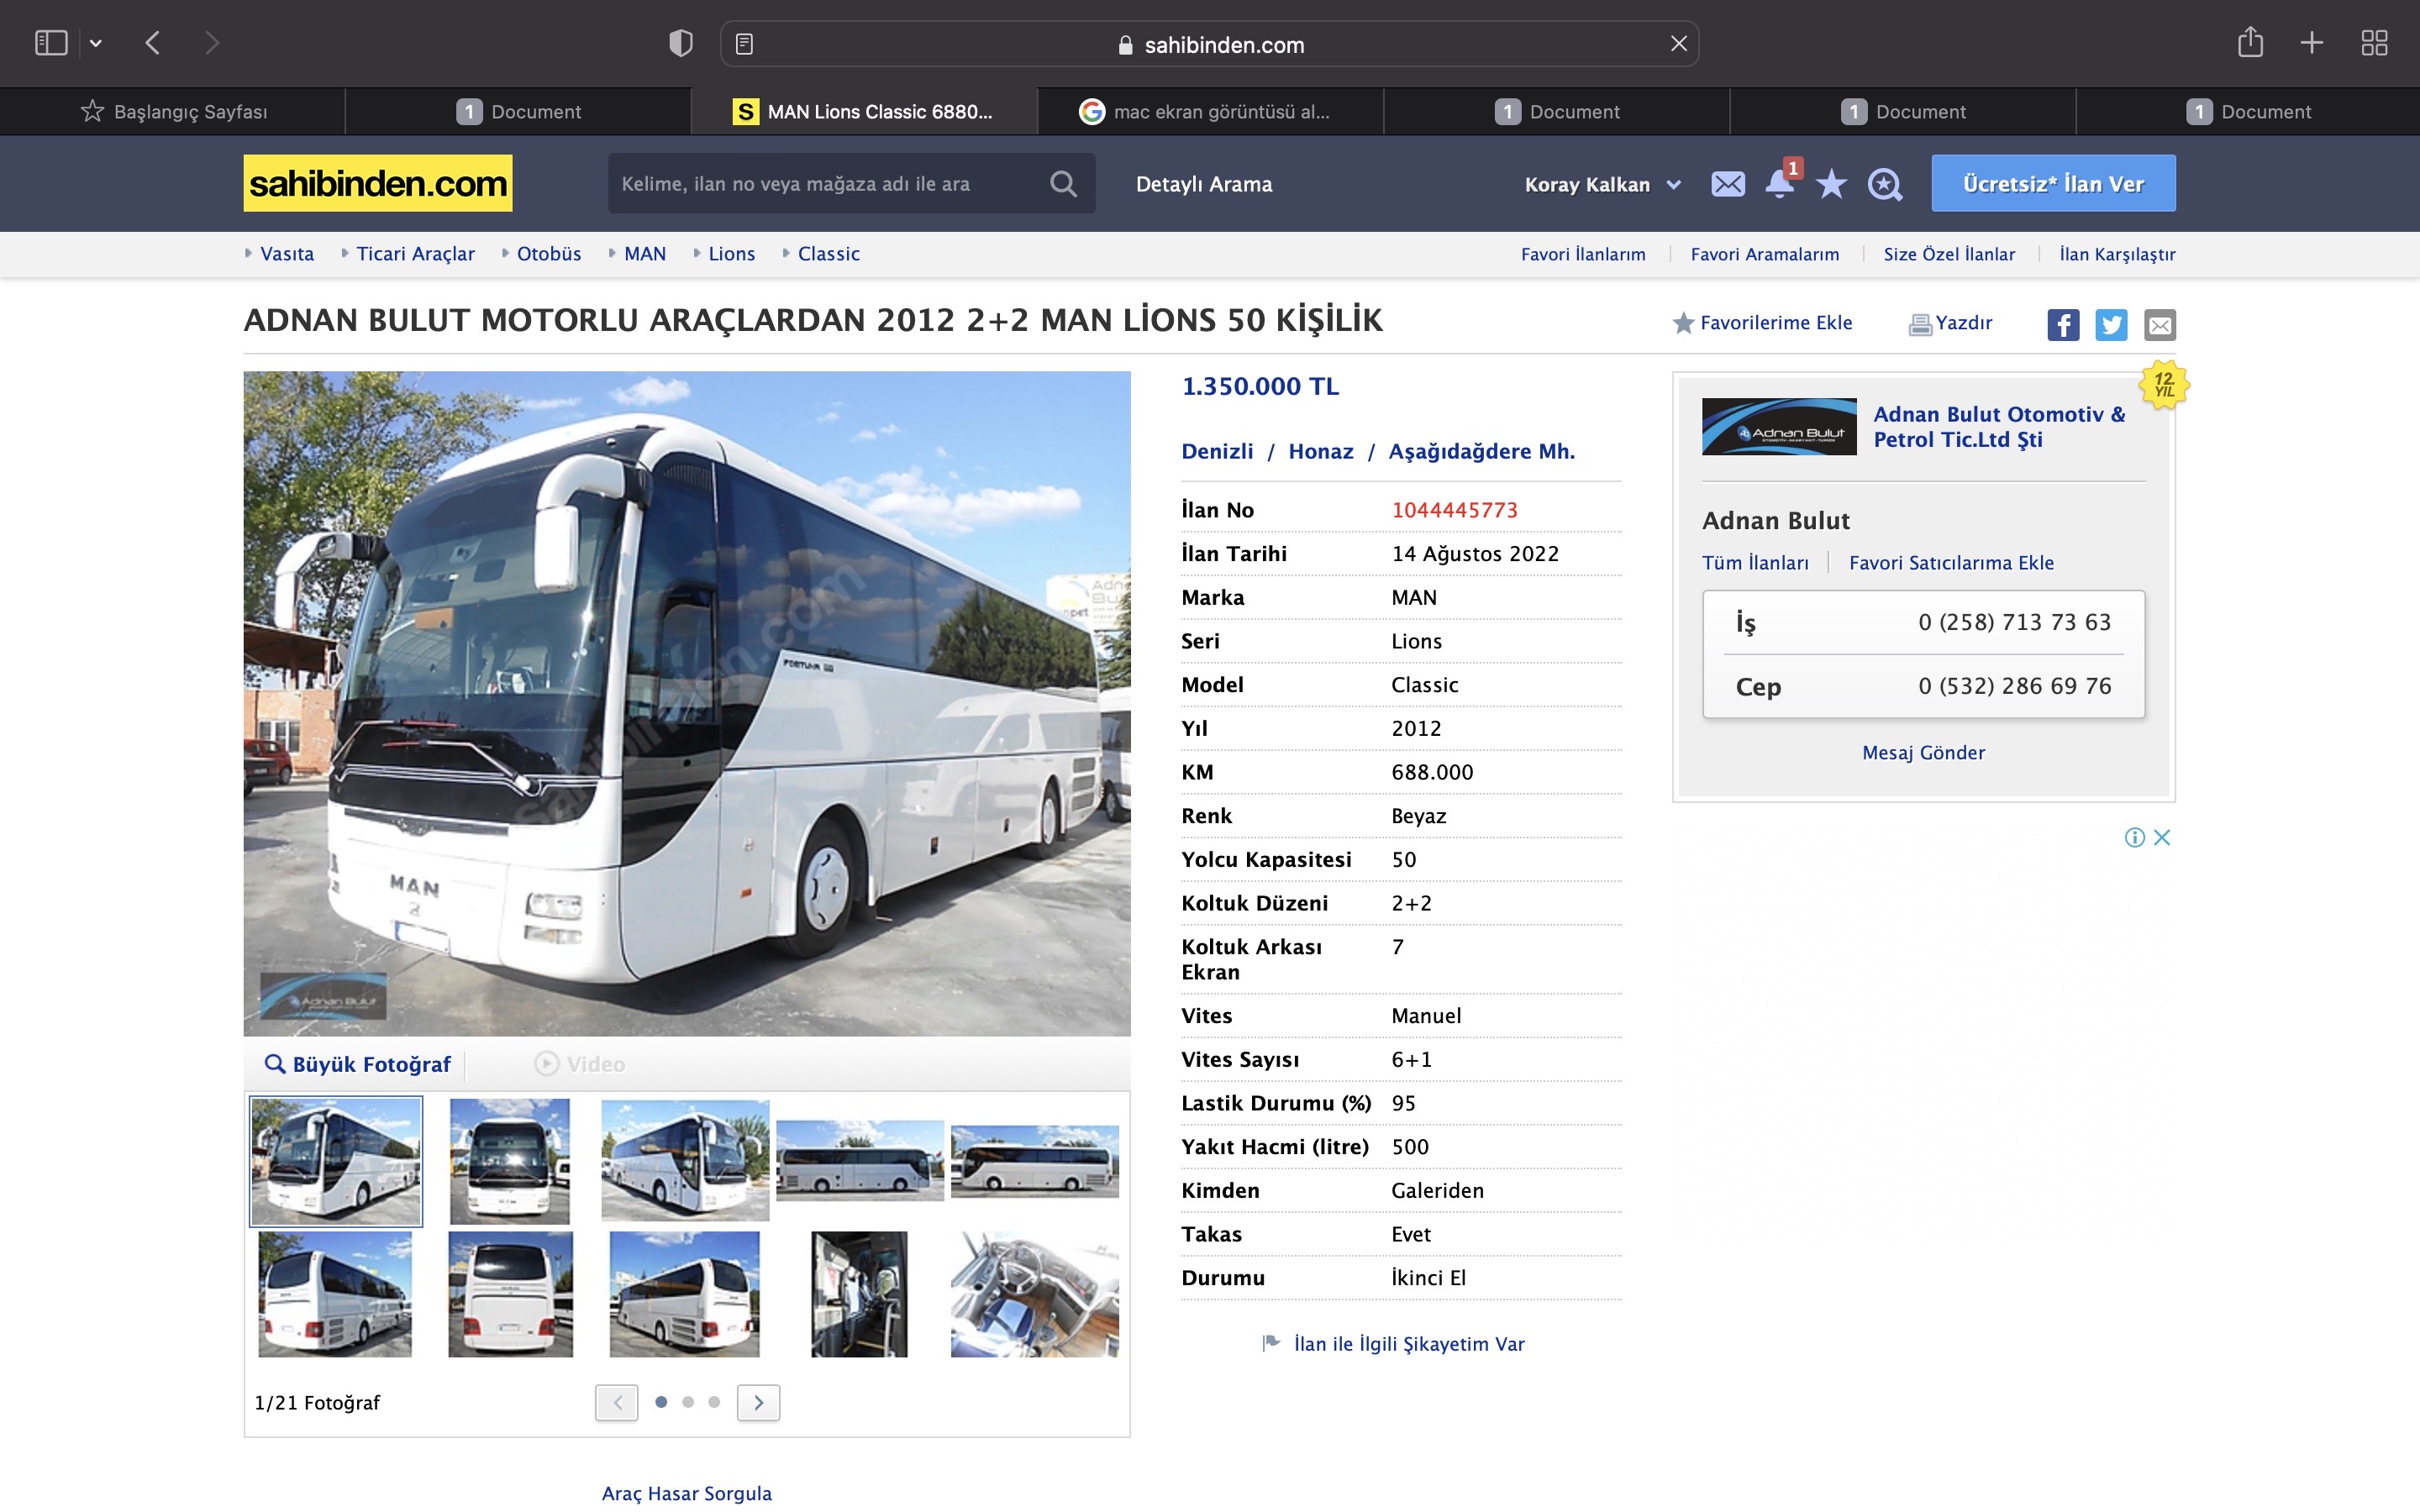 sahibinden.com
Başlangıç Sayfası
1 Document
S MAN Lions Classic 6880...
mac ekran görüntüsü al...
1 Document
1 Document
1 Document
sahibinden.com
Kelime, ilan no veya mağaza adı ile ara
Detaylı Arama
Koray Kalkan
1
Ücretsiz* İlan Ver
Vasıta
Ticari Araçlar
Otobüs
MAN
Lions
Classic
Favori İlanlarım
Favori Aramalarım
Size Özel İlanlar
İlan Karşılaştır
ADNAN BULUT MOTORLU ARAÇLARDAN 2012 2+2 MAN LİONS 50 KİŞİLİK
Favorilerime Ekle
Yazdır
sahibinden.com
FORTUNA
MAN
Adnan Bulut
Büyük Fotoğraf
Video
1/21 Fotoğraf
Araç Hasar Sorgula
1.350.000 TL
Denizli / Honaz / Aşağıdağdere Mh.
İlan No 1044445773
İlan Tarihi 14 Ağustos 2022
Marka MAN
Seri Lions
Model Classic
Yıl 2012
KM 688.000
Renk Beyaz
Yolcu Kapasitesi 50
Koltuk Düzeni 2+2
Koltuk Arkası 7
Ekran
Vites Manuel
Vites Sayısı 6+1
Lastik Durumu (%) 95
Yakıt Hacmi (litre) 500
Kimden Galeriden
Takas Evet
Durumu İkinci El
İlan ile İlgili Şikayetim Var
12
YIL
Adnan Bulut
Adnan Bulut Otomotiv &
Petrol Tic.Ltd Şti
Adnan Bulut
Tüm İlanları
Favori Satıcılarıma Ekle
İş 0 (258) 713 73 63
Cep 0 (532) 286 69 76
Mesaj Gönder